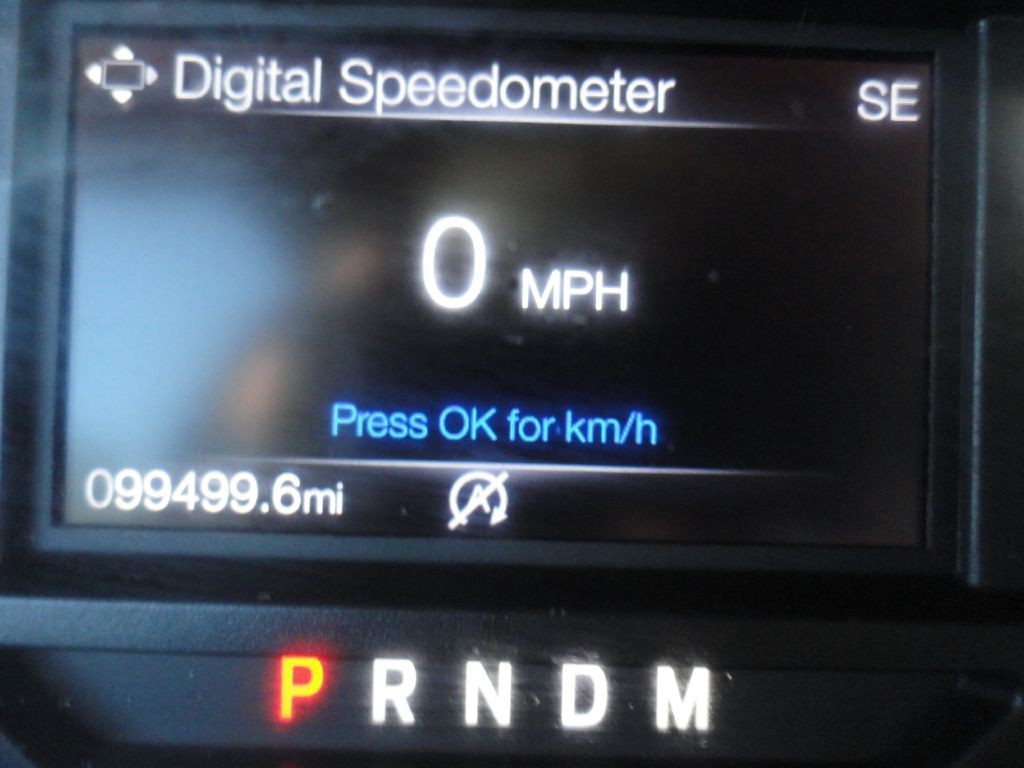 Digital Speedometer SE
0 MPH
Press OK for km/h
099499.6mi
P R N D M